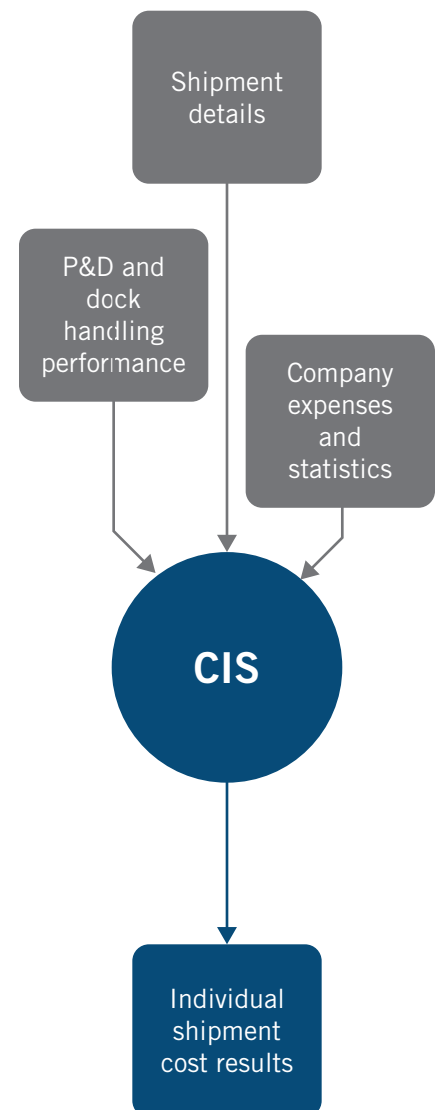 Shipment
details
P&D and
dock
handling
performance
Company
expenses
and
statistics
CIS
Individual
shipment
cost results